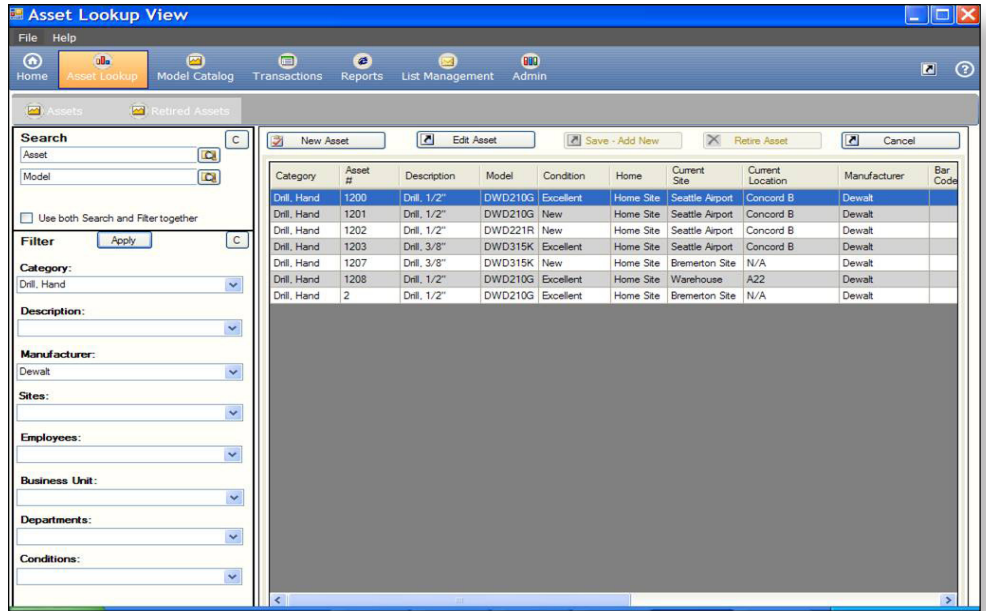 Asset Lookup View
File Help
Home Asset Lookup Model Catalog Transactions Reports List Management Admin
Assets Retired Assets
Search C
Asset
Model
Use both Search and Filter together
Filter Apply C
Category:
Drill, Hand
Description:
Manufacturer:
Dewalt
Sites:
Employees:
Business Unit:
Departments:
Conditions:
New Asset Edit Asset Save - Add New Retire Asset Cancel
Category Asset # Description Model Condition Home Current Site Current Location Manufacturer Bar Code
Drill, Hand 1200 Drill, 1/2" DWD210G Excellent Home Site Seattle Airport Concord B Dewalt
Drill, Hand 1201 Drill, 1/2" DWD210G New Home Site Seattle Airport Concord B Dewalt
Drill, Hand 1202 Drill, 1/2" DWD221R New Home Site Seattle Airport Concord B Dewalt
Drill, Hand 1203 Drill, 3/8" DWD315K Excellent Home Site Seattle Airport Concord B Dewalt
Drill, Hand 1207 Drill, 3/8" DWD315K New Home Site Bremerton Site N/A Dewalt
Drill, Hand 1208 Drill, 1/2" DWD210G Excellent Home Site Warehouse A22 Dewalt
Drill, Hand 2 Drill, 1/2" DWD210G Excellent Home Site Bremerton Site N/A Dewalt